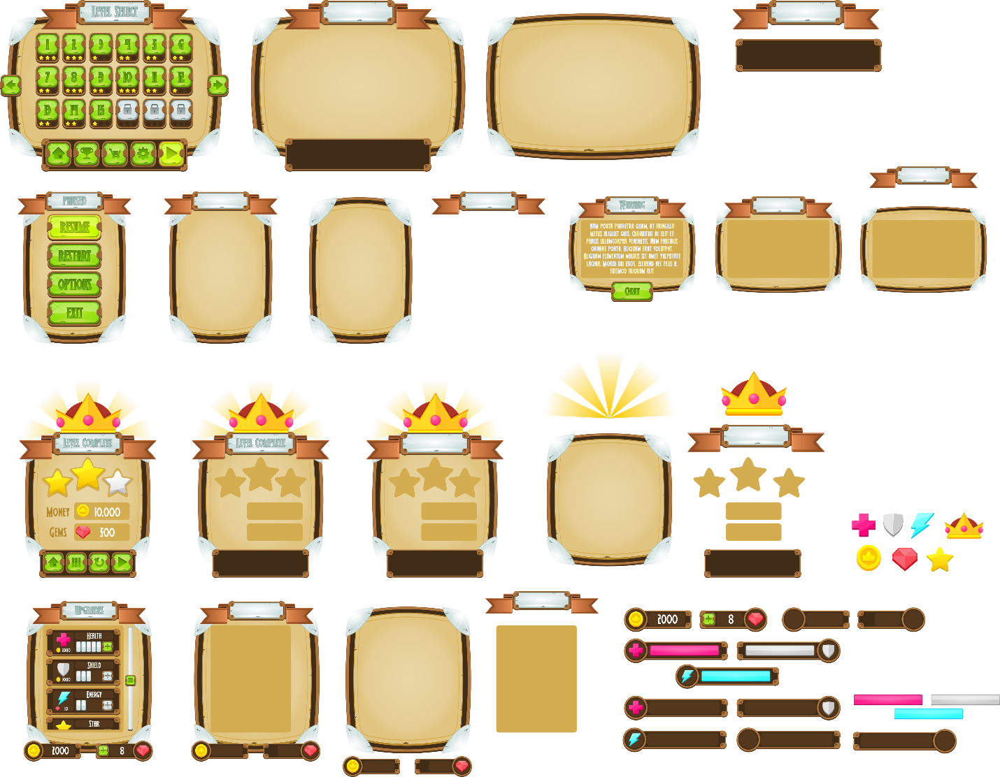 LEVEL SELECT
1 2 3 4 5 6
7 8 9 10 11 12
13 14 15
PAUSED
RESUME
RESTART
OPTIONS
EXIT
WARNING
NAM PORTA PHARETRA QUAM, AT FRINGILLA
METUS ALIQUET QUIS. CURABITUR AC ELIT ET
PURUS ULLAMCORPER VENENATIS. NAM FAUCIBUS
ORNARE PORTA. ALIQUAM ERAT VOLUTPAT.
ALIQUAM ELEMENTUM MAURIS SIT AMET VULPUTATE
LACINIA. MORBI DUI EROS, ELEIFEND NEC FELIS A,
EUISMOD ALIQUAM ELIT
LEVEL COMPLETE
MONEY 10,000
GEMS 500
LEVEL COMPLETE
UPGRADES
HEALTH
2000
SHIELD
3000
ENERGY
10
STAR
2000 8
2000 8